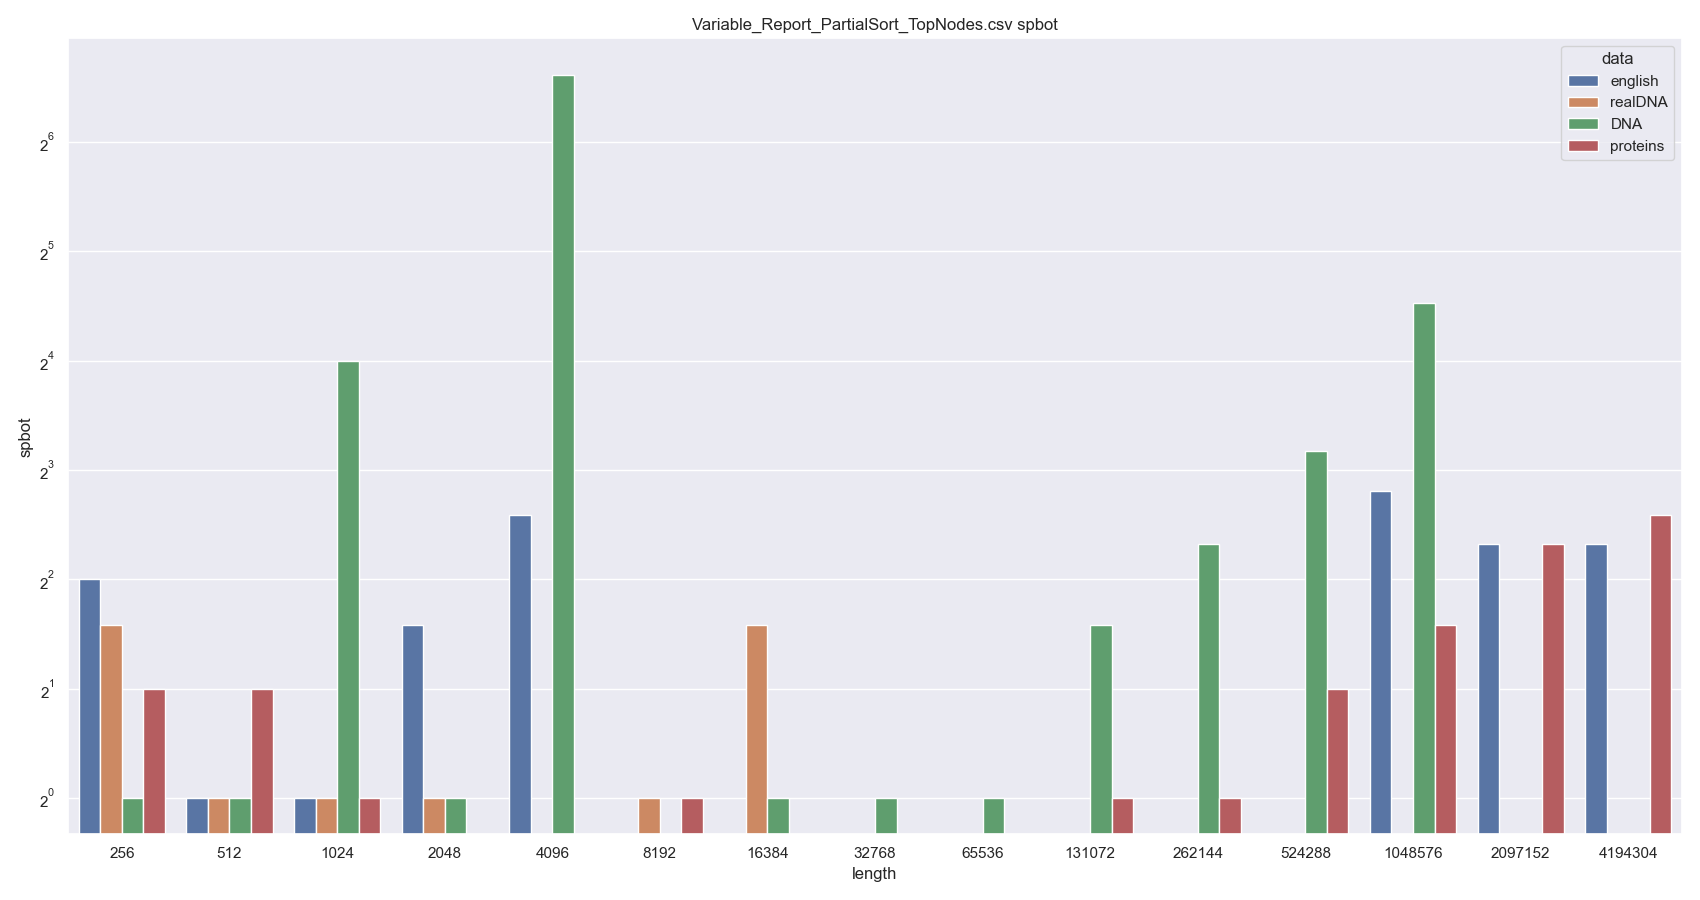 Variable_Report_PartialSort_TopNodes.csv spbot
data
english
realDNA
DNA
proteins
2^6
2^5
2^4
2^3
2^2
2^1
2^0
spbot
256 512 1024 2048 4096 8192 16384 32768 65536 131072 262144 524288 1048576 2097152 4194304
length